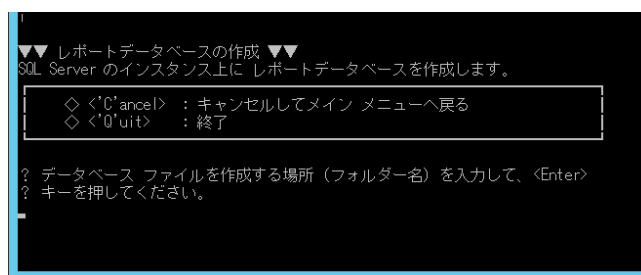 ▼▼ レポートデータベースの作成 ▼▼
SQL Server のインスタンス上に レポートデータベースを作成します。
◇ <'C'ancel> : キャンセルしてメイン メニューへ戻る
◇ <'Q'uit> : 終了
? データベース ファイルを作成する場所（フォルダー名）を入力して、<Enter>
? キーを押してください。